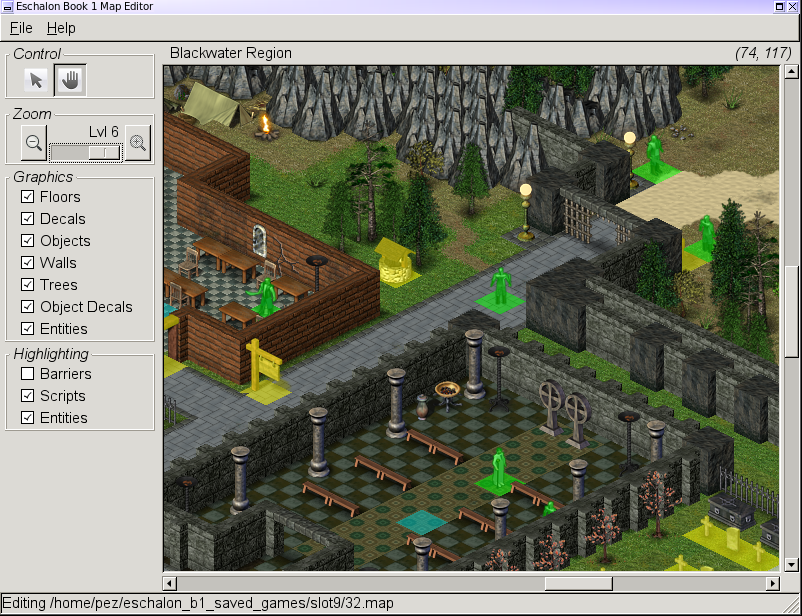 Eschalon Book 1 Map Editor
File Help
Control
Blackwater Region
(74, 117)
Zoom
Lvl 6
Graphics
Floors
Decals
Objects
Walls
Trees
Object Decals
Entities
Highlighting
Barriers
Scripts
Entities
Editing /home/pez/eschalon_b1_saved_games/slot9/32.map